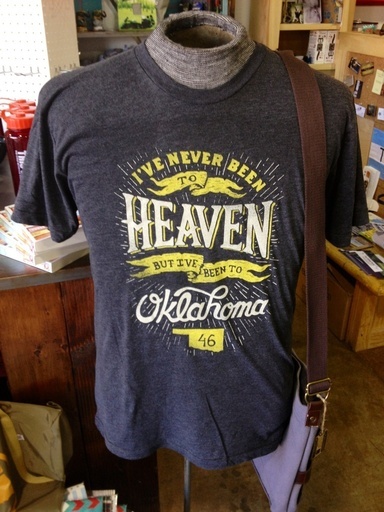 I'VE NEVER BEEN
TO
HEAVEN
BUT I'VE BEEN TO
Oklahoma
46